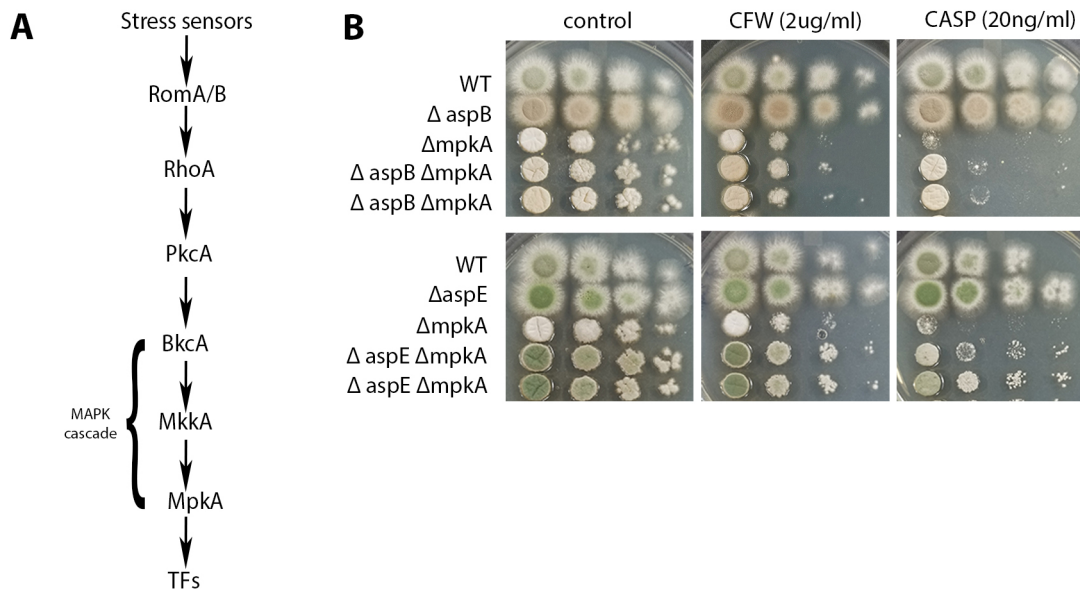 A
Stress sensors
RomA/B
RhoA
PkcA
BkcA
MkkA
MpkA
TFs
MAPK
cascade
B
control
CFW (2ug/ml)
CASP (20ng/ml)
WT
Δ aspB
ΔmpkA
Δ aspB ΔmpkA
Δ aspB ΔmpkA
WT
ΔaspE
ΔmpkA
Δ aspE ΔmpkA
Δ aspE ΔmpkA